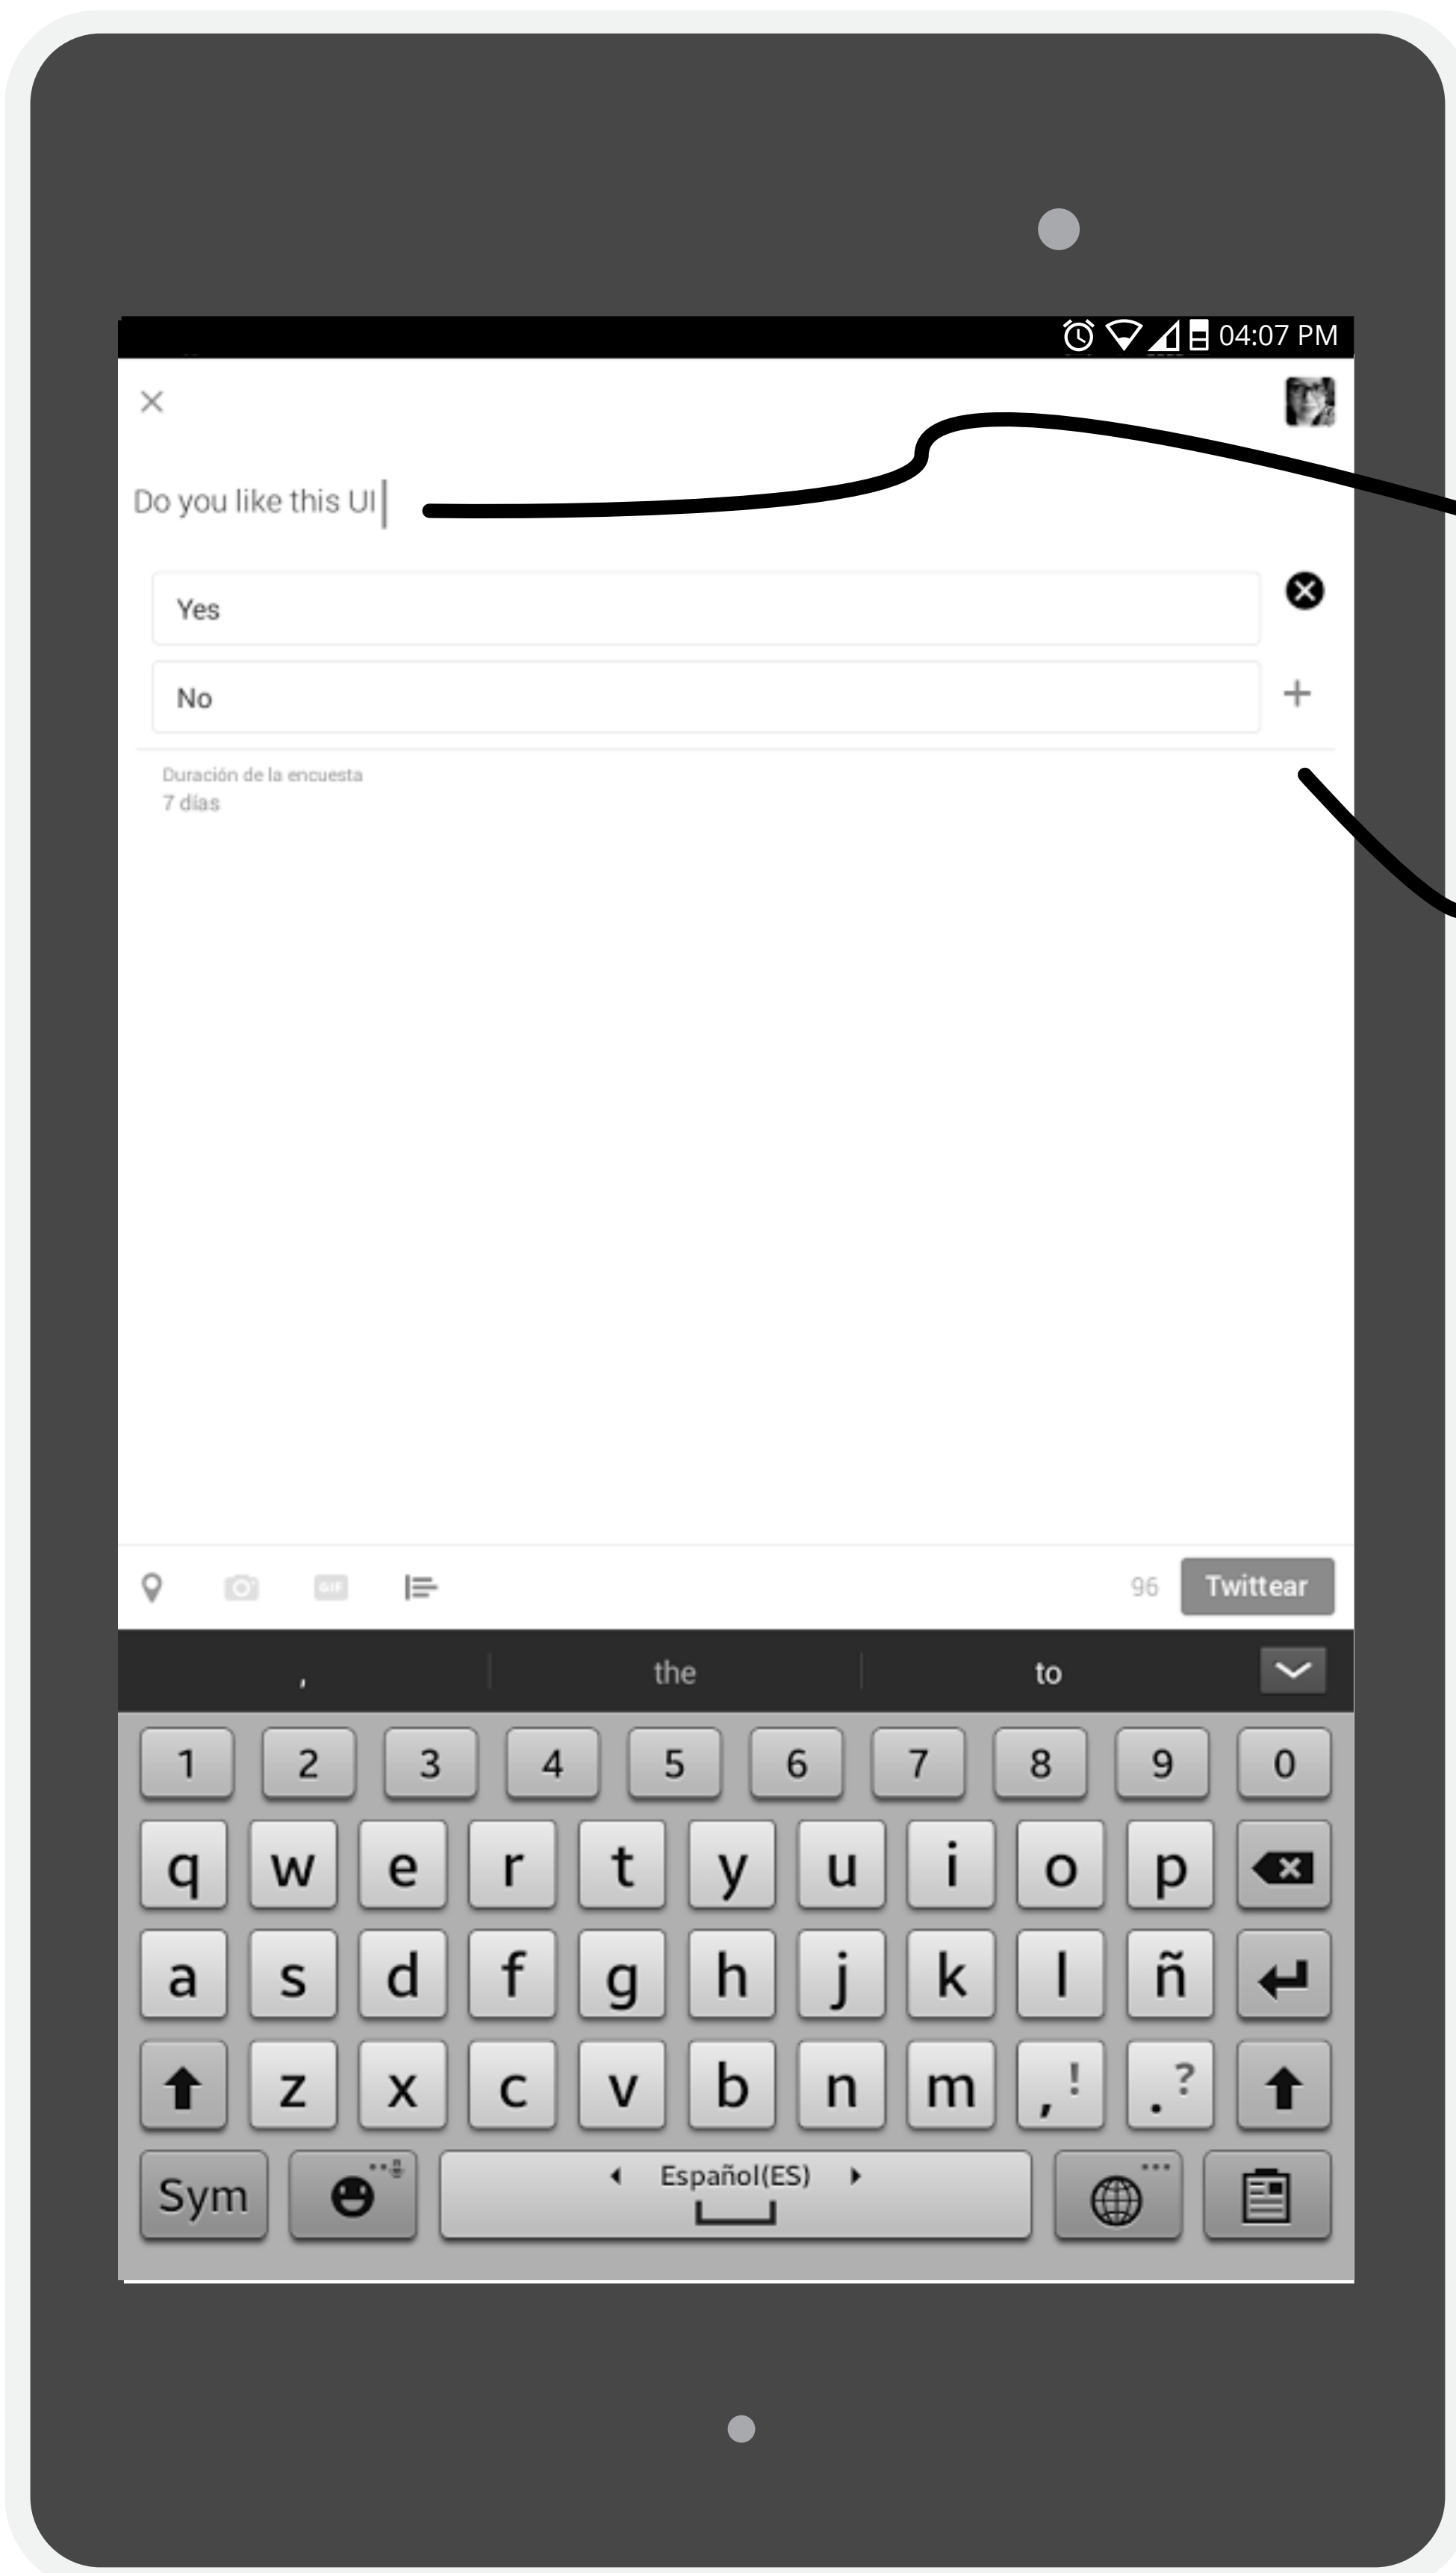 04:07 PM
Do you like this UI
Yes
No
Duración de la encuesta
7 días
GIF
96 Twittear
, the to
1 2 3 4 5 6 7 8 9 0
q w e r t y u i o p
a s d f g h j k l ñ
z x c v b n m , ! . ?
Sym Español(ES)